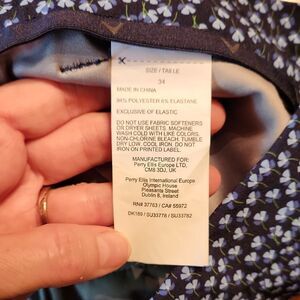 SIZE / TAILLE
34
MADE IN CHINA
94% POLYESTER 6% ELASTANE
EXCLUSIVE OF ELASTIC
DO NOT USE FABRIC SOFTENERS
OR DRYER SHEETS. MACHINE
WASH COLD WITH LIKE COLORS.
NON-CHLORINE BLEACH. TUMBLE
DRY LOW. COOL IRON. DO NOT
IRON ON PRINTED LABEL.
MANUFACTURED FOR:
Perry Ellis Europe LTD.
CM8 3DJ, UK
Perry Ellis International Europe
Olympic House
Pleasants Street
Dublin 8, Ireland
RN# 37763 / CA# 55972
DK169 / SU33778 / SU33782